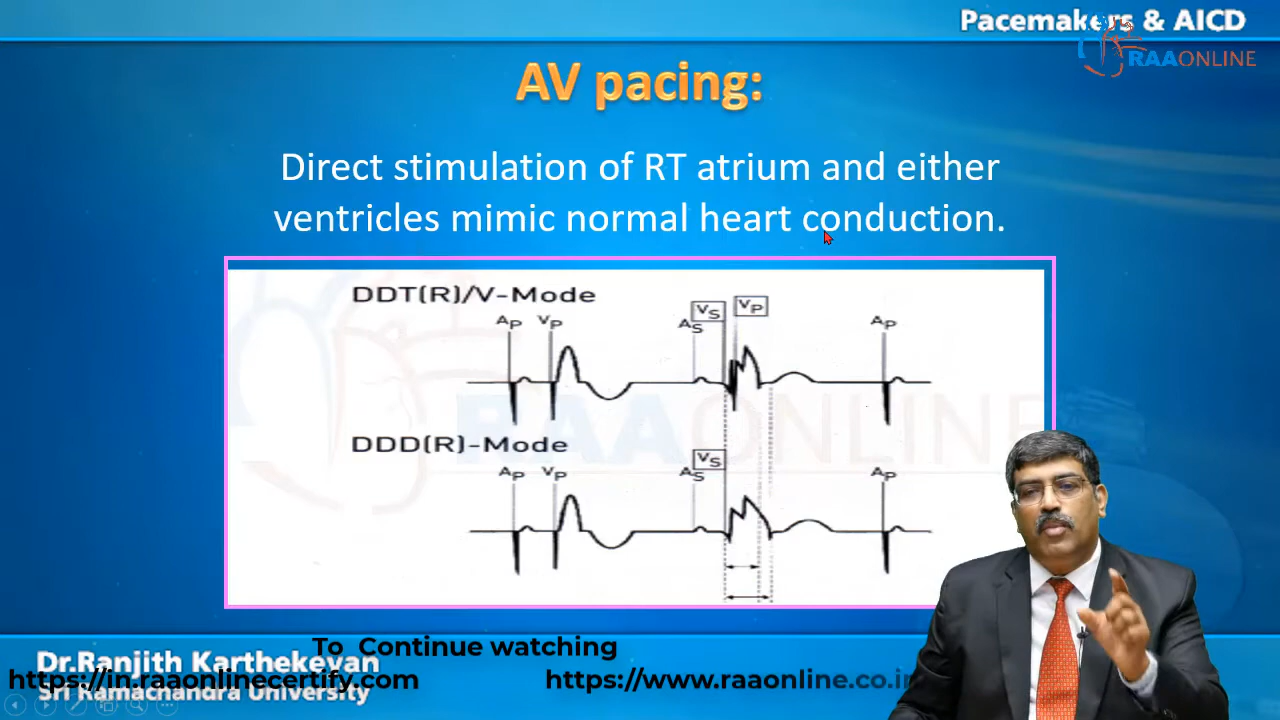 Pacemakers & AICD
RAAONLINE
AV pacing:
Direct stimulation of RT atrium and either
ventricles mimic normal heart conduction.
DDT(R)/V-Mode
AP VP AS VS VP AP
RAAONLINE
DDD(R)-Mode
AP VP AS VS AP
To Continue watching
Dr.Ranjith Karthekeyan
https://in.raaonlinecertify.com https://www.raaonline.co.in
Sri Ramachandra University